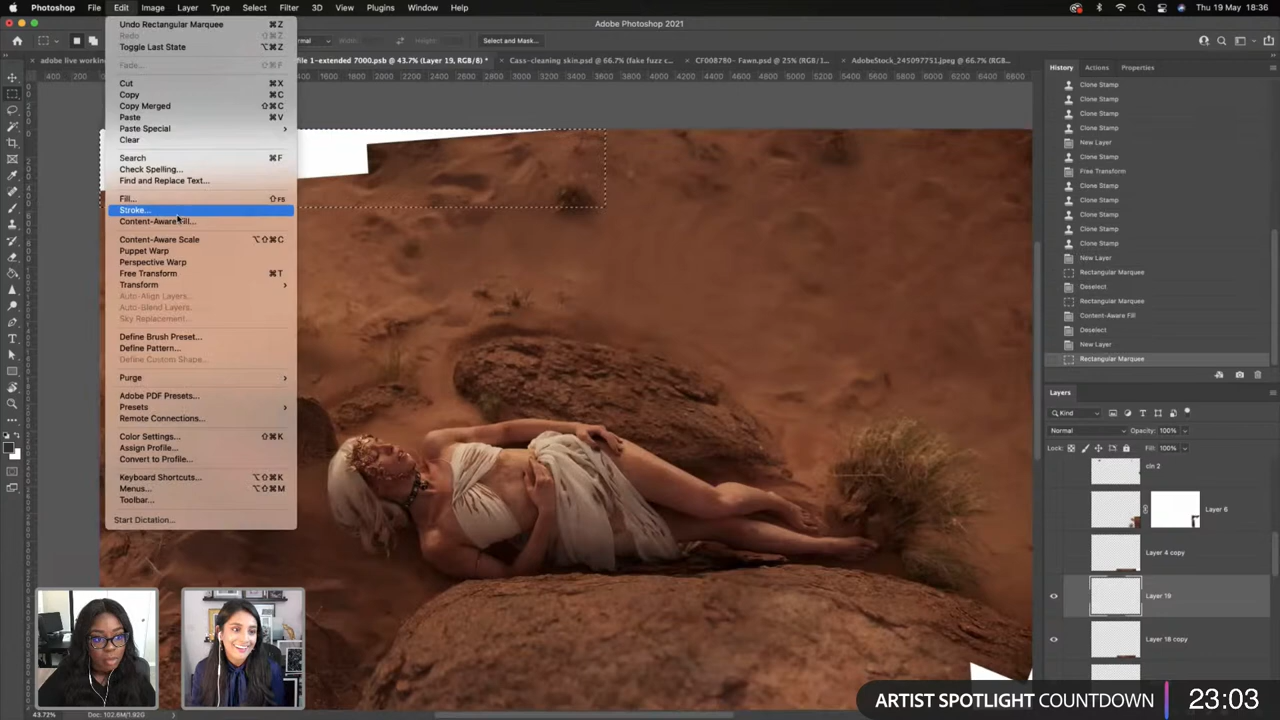 Photoshop File Edit Image Layer Type Select Filter 3D View Plugins Window Help Thu 19 May 18:36
Adobe Photoshop 2021
Select and Mask...
file 1-extended 7000.psb @ 43.7% (Layer 19, RGB/8) * × Cass-cleaning skin.psd @ 66.7% (fake fuzz c... × CF008780- Fawn.psd @ 25% (RGB/1... × AdobeStock_245097751.jpeg @ 66.7% (RG...
Undo Rectangular Marquee ⌘Z
Redo ⇧⌘Z
Toggle Last State ⌥⌘Z
Fade... ⇧⌘F
Cut ⌘X
Copy ⌘C
Copy Merged ⇧⌘C
Paste ⌘V
Paste Special
Clear
Search ⌘F
Check Spelling...
Find and Replace Text...
Fill... ⇧F5
Stroke...
Content-Aware Fill...
Content-Aware Scale ⌥⇧⌘C
Puppet Warp
Perspective Warp
Free Transform ⌘T
Transform
Auto-Align Layers...
Auto-Blend Layers...
Sky Replacement...
Define Brush Preset...
Define Pattern...
Define Custom Shape...
Purge
Adobe PDF Presets...
Presets
Remote Connections...
Color Settings... ⇧⌘K
Assign Profile...
Convert to Profile...
Keyboard Shortcuts... ⌥⇧⌘K
Menus... ⌥⇧⌘M
Toolbar...
Start Dictation...
History Actions Properties
Clone Stamp
Clone Stamp
Clone Stamp
Clone Stamp
New Layer
Clone Stamp
Free Transform
Clone Stamp
Clone Stamp
Clone Stamp
Clone Stamp
Clone Stamp
New Layer
Rectangular Marquee
Deselect
Rectangular Marquee
Content-Aware Fill
Deselect
New Layer
Rectangular Marquee
Layers
Kind
Normal Opacity: 100%
Lock: Fill: 100%
cln 2
Layer 6
Layer 4 copy
Layer 19
Layer 18 copy
43.72% Doc: 102.6M/1.92G
ARTIST SPOTLIGHT COUNTDOWN 23:03